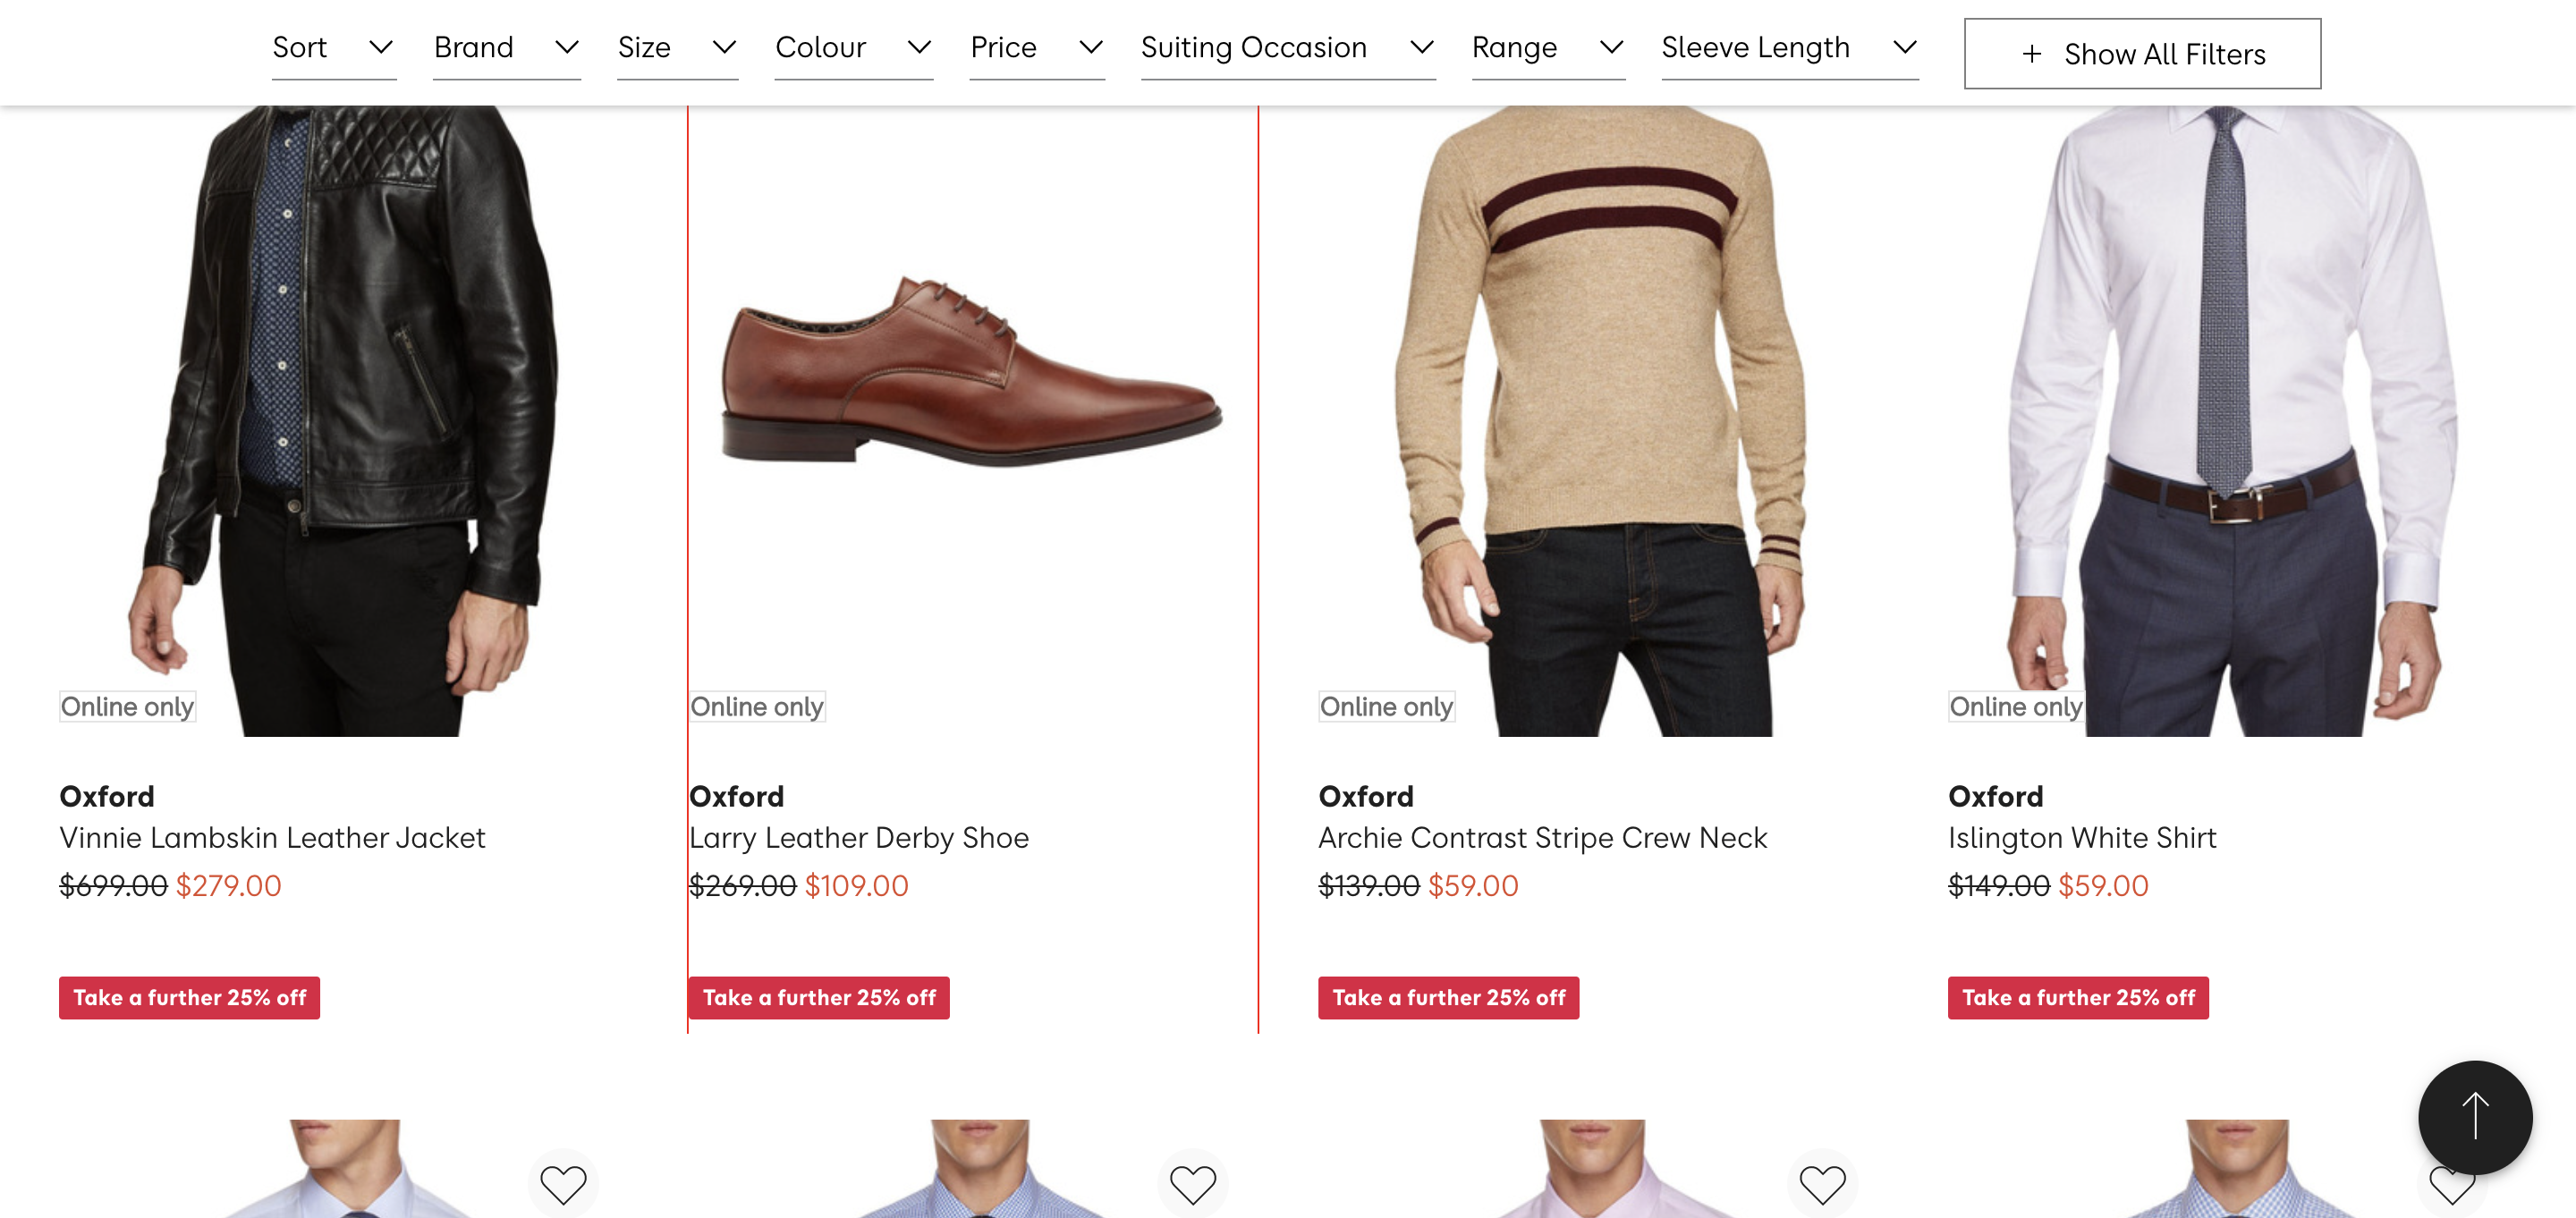 Sort Brand Size Colour Price Suiting Occasion Range Sleeve Length + Show All Filters
Online only Online only Online only Online only
Oxford
Vinnie Lambskin Leather Jacket
$699.00 $279.00
Take a further 25% off
Oxford
Larry Leather Derby Shoe
$269.00 $109.00
Take a further 25% off
Oxford
Archie Contrast Stripe Crew Neck
$139.00 $59.00
Take a further 25% off
Oxford
Islington White Shirt
$149.00 $59.00
Take a further 25% off